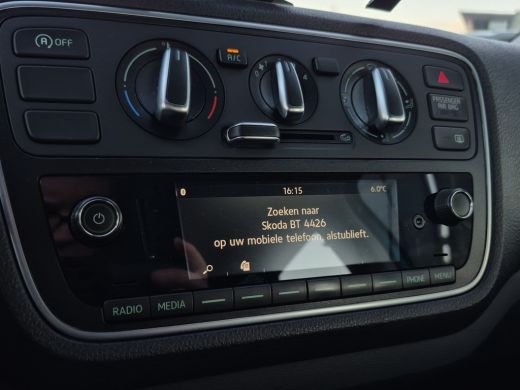 OFF
A/C
PASSENGER
AIR BAG
16:15
6.0°C
Zoeken naar
Skoda BT 4426
op uw mobiele telefoon, alstublieft.
RADIO
MEDIA
PHONE
MENU